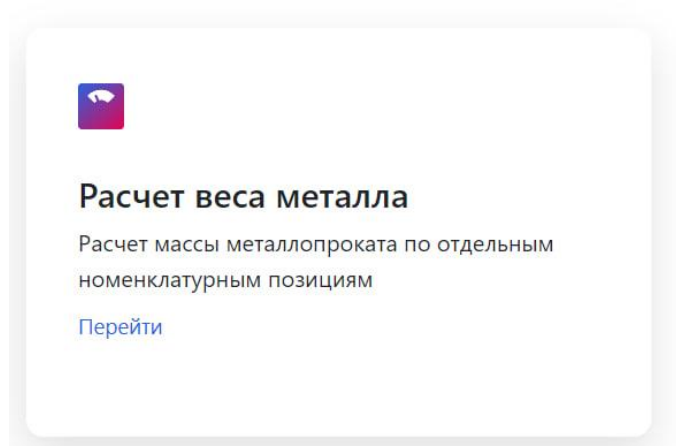 Расчет веса металла
Расчет массы металлопроката по отдельным
номенклатурным позициям
Перейти